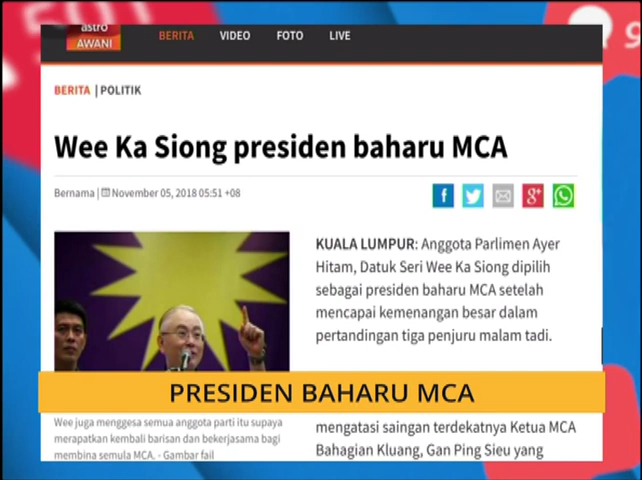 astro
AWANI
BERITA VIDEO FOTO LIVE
9
BERITA | POLITIK
Wee Ka Siong presiden baharu MCA
Bernama | November 05, 2018 05:51 +08
KUALA LUMPUR: Anggota Parlimen Ayer
Hitam, Datuk Seri Wee Ka Siong dipilih
sebagai presiden baharu MCA setelah
mencapai kemenangan besar dalam
pertandingan tiga penjuru malam tadi.
PRESIDEN BAHARU MCA
Wee juga menggesa semua anggota parti itu supaya
merapatkan kembali barisan dan bekerjasama bagi
membina semula MCA. - Gambar fail
mengatasi saingan terdekatnya Ketua MCA
Bahagian Kluang, Gan Ping Sieu yang